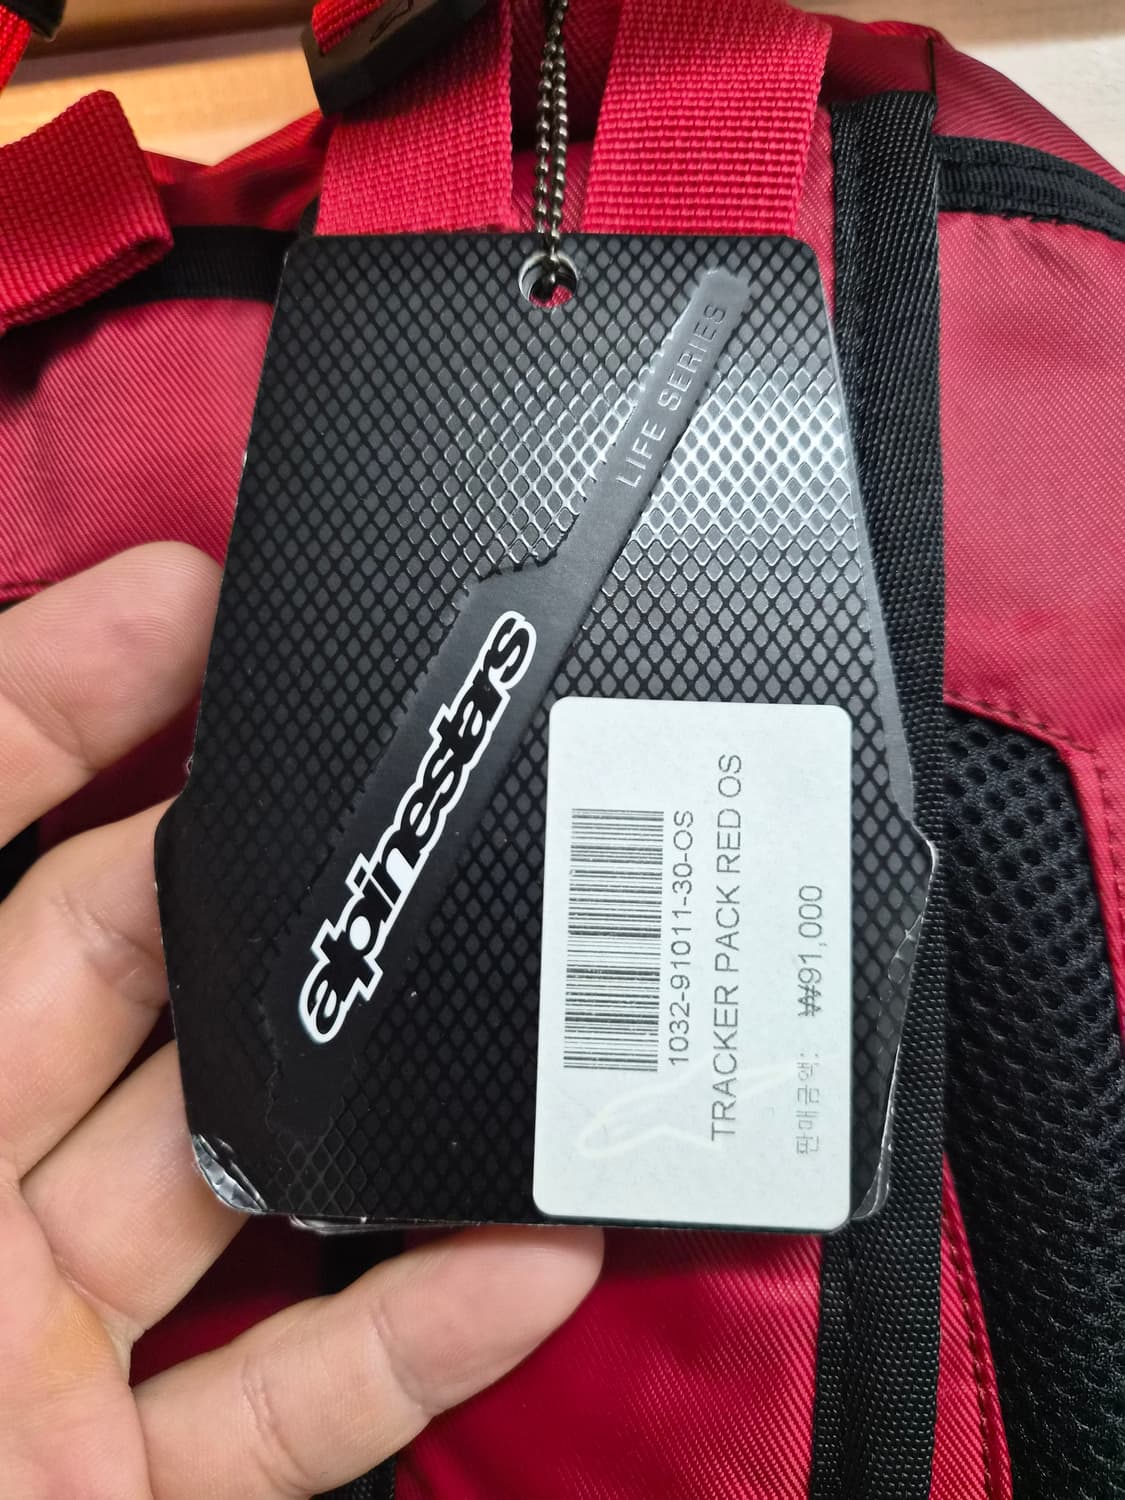 LIFE SERIES
alpinestars
1032-91011-30-OS
TRACKER PACK RED OS
판매금액: ₩91,000